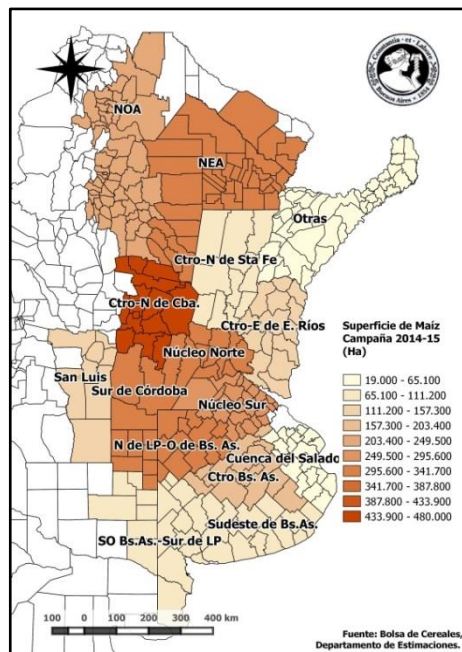 NOA
NEA
Otras
Ctro-N de Sta Fe
Ctro-N de Cba.
Ctro-E de E. Ríos
Núcleo Norte
San Luis
Sur de Córdoba
Núcleo Sur
N de LP-O de Bs. As.
Cuenca del Salado
Ctro Bs. As.
Sudeste de Bs.As.
SO Bs.As.-Sur de LP
Superficie de Maíz
Campaña 2014-15
(Ha)
19.000 - 65.100
65.100 - 111.200
111.200 - 157.300
157.300 - 203.400
203.400 - 249.500
249.500 - 295.600
295.600 - 341.700
341.700 - 387.800
387.800 - 433.900
433.900 - 480.000
100 0 100 200 300 400 km
Fuente: Bolsa de Cereales,
Departamento de Estimaciones.